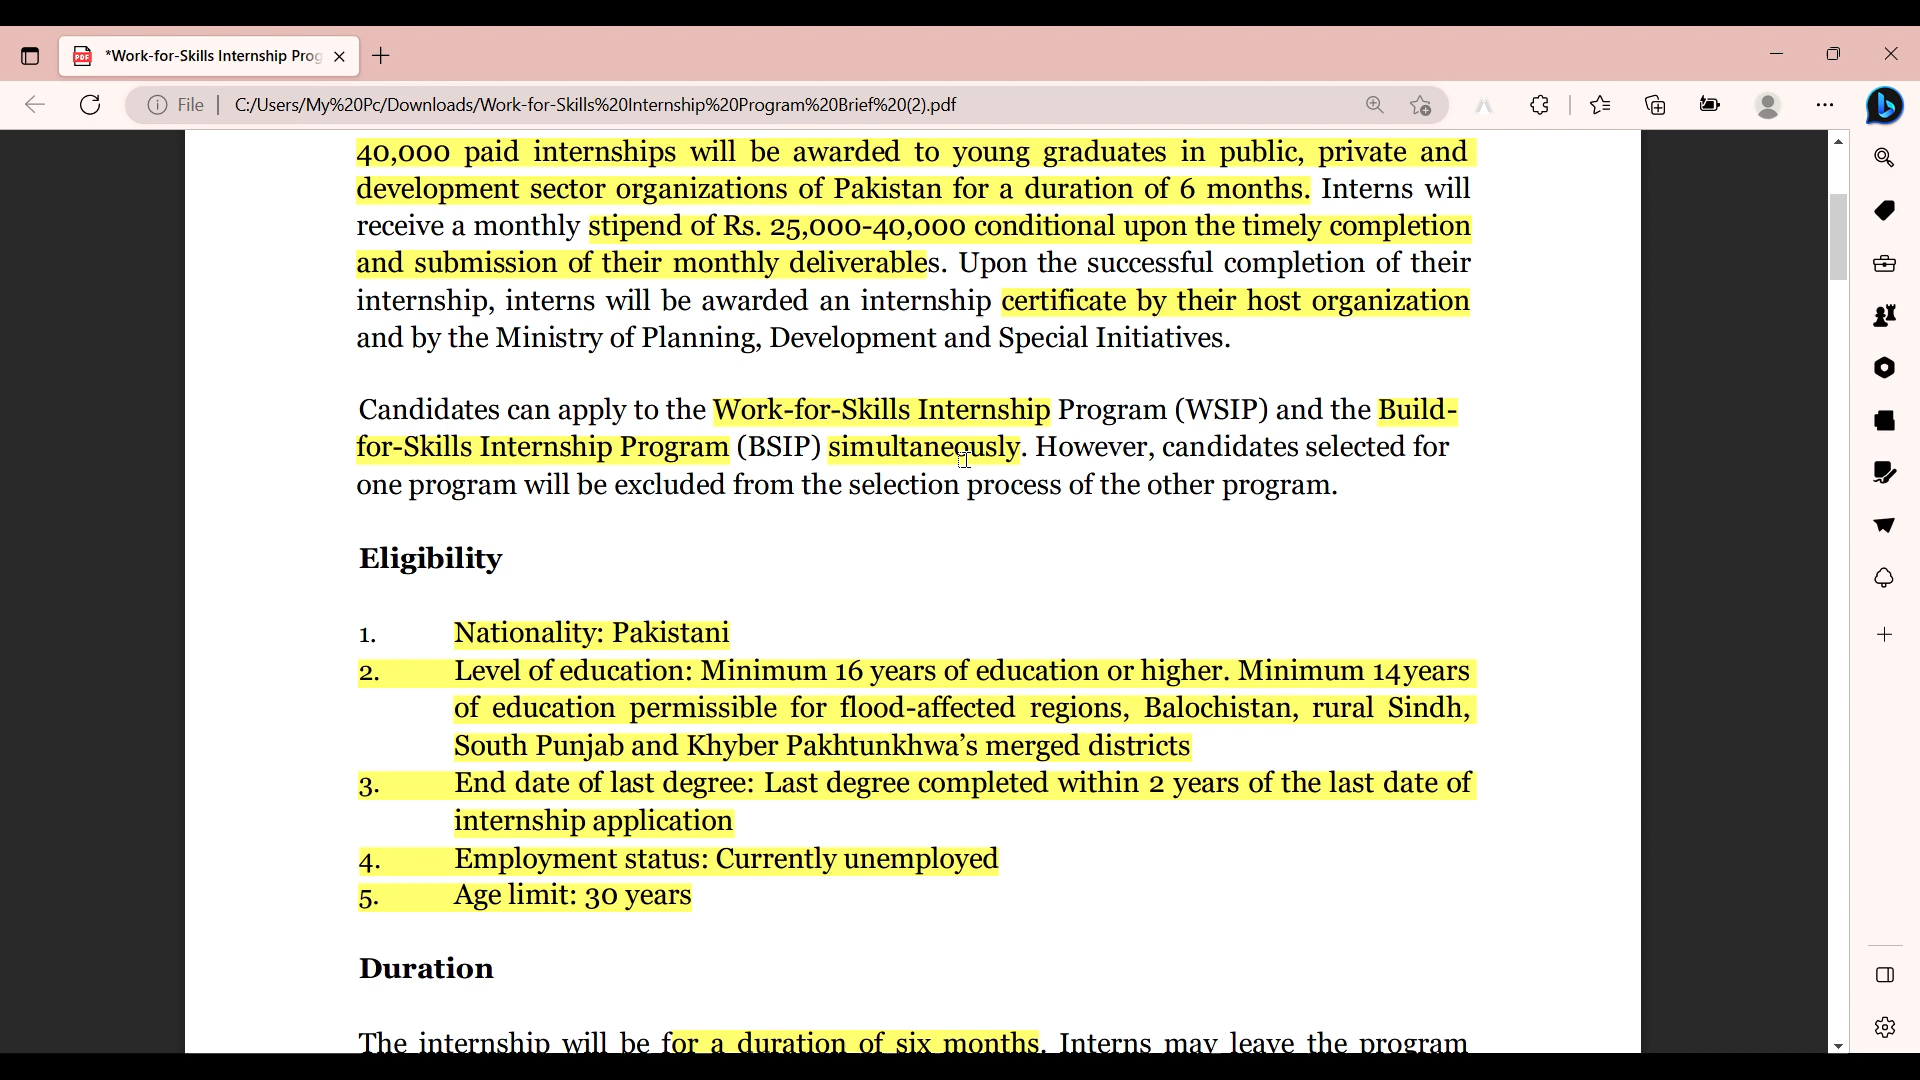 *Work-for-Skills Internship Prog
File | C:/Users/My%20Pc/Downloads/Work-for-Skills%20Internship%20Program%20Brief%20(2).pdf
40,000 paid internships will be awarded to young graduates in public, private and
development sector organizations of Pakistan for a duration of 6 months. Interns will
receive a monthly stipend of Rs. 25,000-40,000 conditional upon the timely completion
and submission of their monthly deliverables. Upon the successful completion of their
internship, interns will be awarded an internship certificate by their host organization
and by the Ministry of Planning, Development and Special Initiatives.
Candidates can apply to the Work-for-Skills Internship Program (WSIP) and the Build-
for-Skills Internship Program (BSIP) simultaneously. However, candidates selected for
one program will be excluded from the selection process of the other program.
Eligibility
1. Nationality: Pakistani
2. Level of education: Minimum 16 years of education or higher. Minimum 14years
of education permissible for flood-affected regions, Balochistan, rural Sindh,
South Punjab and Khyber Pakhtunkhwa’s merged districts
3. End date of last degree: Last degree completed within 2 years of the last date of
internship application
4. Employment status: Currently unemployed
5. Age limit: 30 years
Duration
The internship will be for a duration of six months. Interns may leave the program